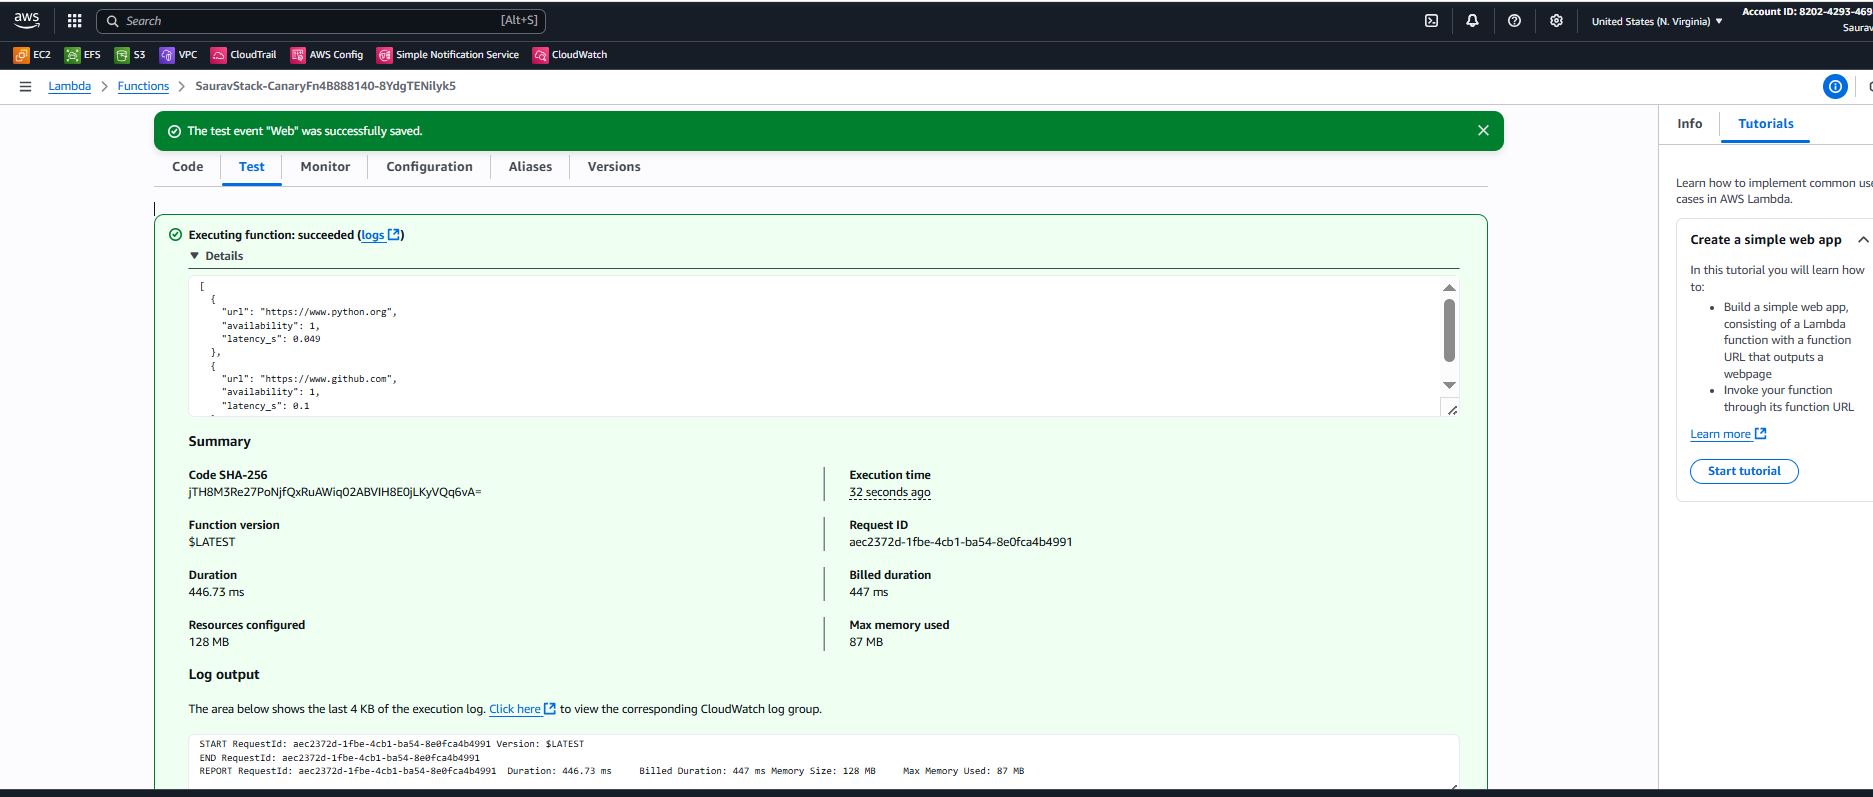 aws
Search
[Alt+S]
United States (N. Virginia)
Account ID: 8202-4293-469
Saurav
EC2
EFS
S3
VPC
CloudTrail
AWS Config
Simple Notification Service
CloudWatch
Lambda
Functions
SauravStack-CanaryFn4B888140-8YdgTENilyk5
The test event "Web" was successfully saved.
Info
Tutorials
Code
Test
Monitor
Configuration
Aliases
Versions
Learn how to implement common use
cases in AWS Lambda.
Executing function: succeeded (logs)
Details
[
{
"url": "https://www.python.org",
"availability": 1,
"latency_s": 0.049
},
{
"url": "https://www.github.com",
"availability": 1,
"latency_s": 0.1
Summary
Code SHA-256
jTH8M3Re27PoNjfQxRuAWiq02ABVIH8E0jLKyVQq6vA=
Execution time
32 seconds ago
Function version
$LATEST
Request ID
aec2372d-1fbe-4cb1-ba54-8e0fca4b4991
Duration
446.73 ms
Billed duration
447 ms
Resources configured
128 MB
Max memory used
87 MB
Log output
The area below shows the last 4 KB of the execution log. Click here to view the corresponding CloudWatch log group.
START RequestId: aec2372d-1fbe-4cb1-ba54-8e0fca4b4991 Version: $LATEST
END RequestId: aec2372d-1fbe-4cb1-ba54-8e0fca4b4991
REPORT RequestId: aec2372d-1fbe-4cb1-ba54-8e0fca4b4991 Duration: 446.73 ms Billed Duration: 447 ms Memory Size: 128 MB Max Memory Used: 87 MB
Create a simple web app
In this tutorial you will learn how
to:
• Build a simple web app,
consisting of a Lambda
function with a function
URL that outputs a
webpage
• Invoke your function
through its function URL
Learn more
Start tutorial